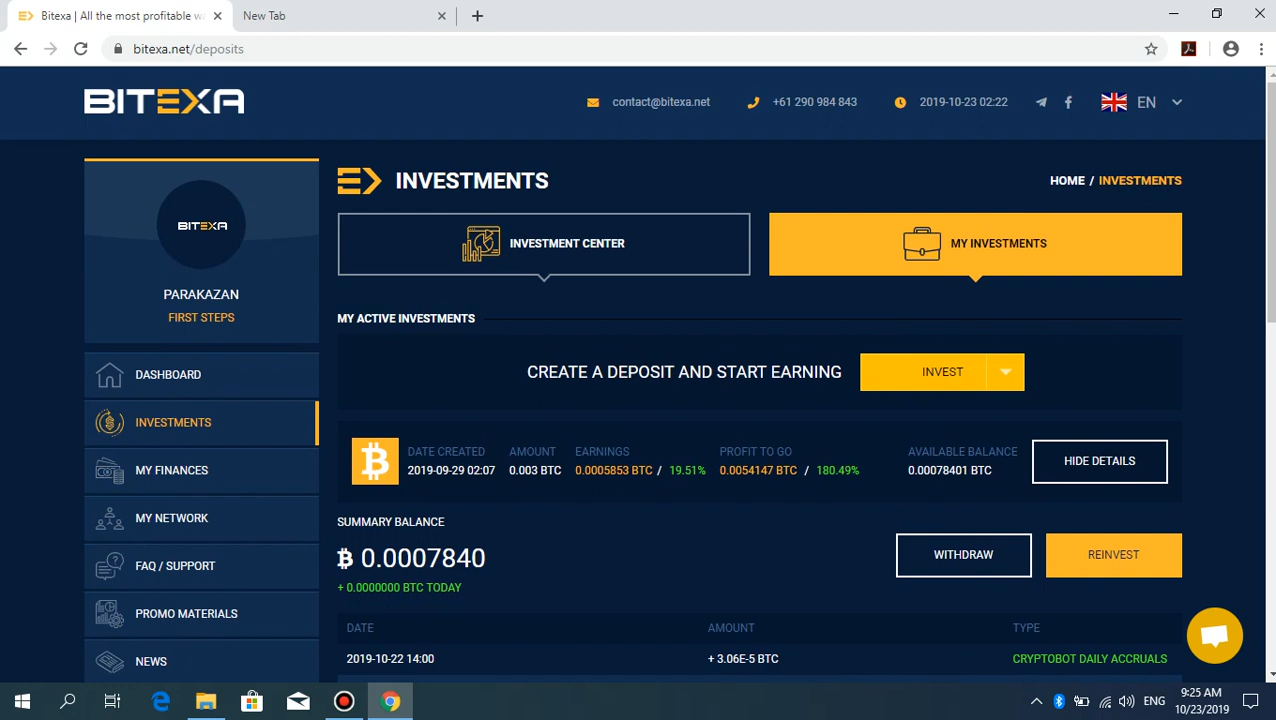 Bitexa | All the most profitable w
New Tab
bitexa.net/deposits
BITEXA
contact@bitexa.net
+61 290 984 843
2019-10-23 02:22
EN
BITEXA
PARAKAZAN
FIRST STEPS
DASHBOARD
INVESTMENTS
MY FINANCES
MY NETWORK
FAQ / SUPPORT
PROMO MATERIALS
NEWS
INVESTMENTS
HOME / INVESTMENTS
INVESTMENT CENTER
MY INVESTMENTS
MY ACTIVE INVESTMENTS
CREATE A DEPOSIT AND START EARNING
INVEST
DATE CREATED AMOUNT EARNINGS PROFIT TO GO AVAILABLE BALANCE
2019-09-29 02:07 0.003 BTC 0.0005853 BTC / 19.51% 0.0054147 BTC / 180.49% 0.00078401 BTC
HIDE DETAILS
SUMMARY BALANCE
₿ 0.0007840
+ 0.0000000 BTC TODAY
WITHDRAW
REINVEST
DATE AMOUNT TYPE
2019-10-22 14:00 + 3.06E-5 BTC CRYPTOBOT DAILY ACCRUALS
ENG
9:25 AM
10/23/2019